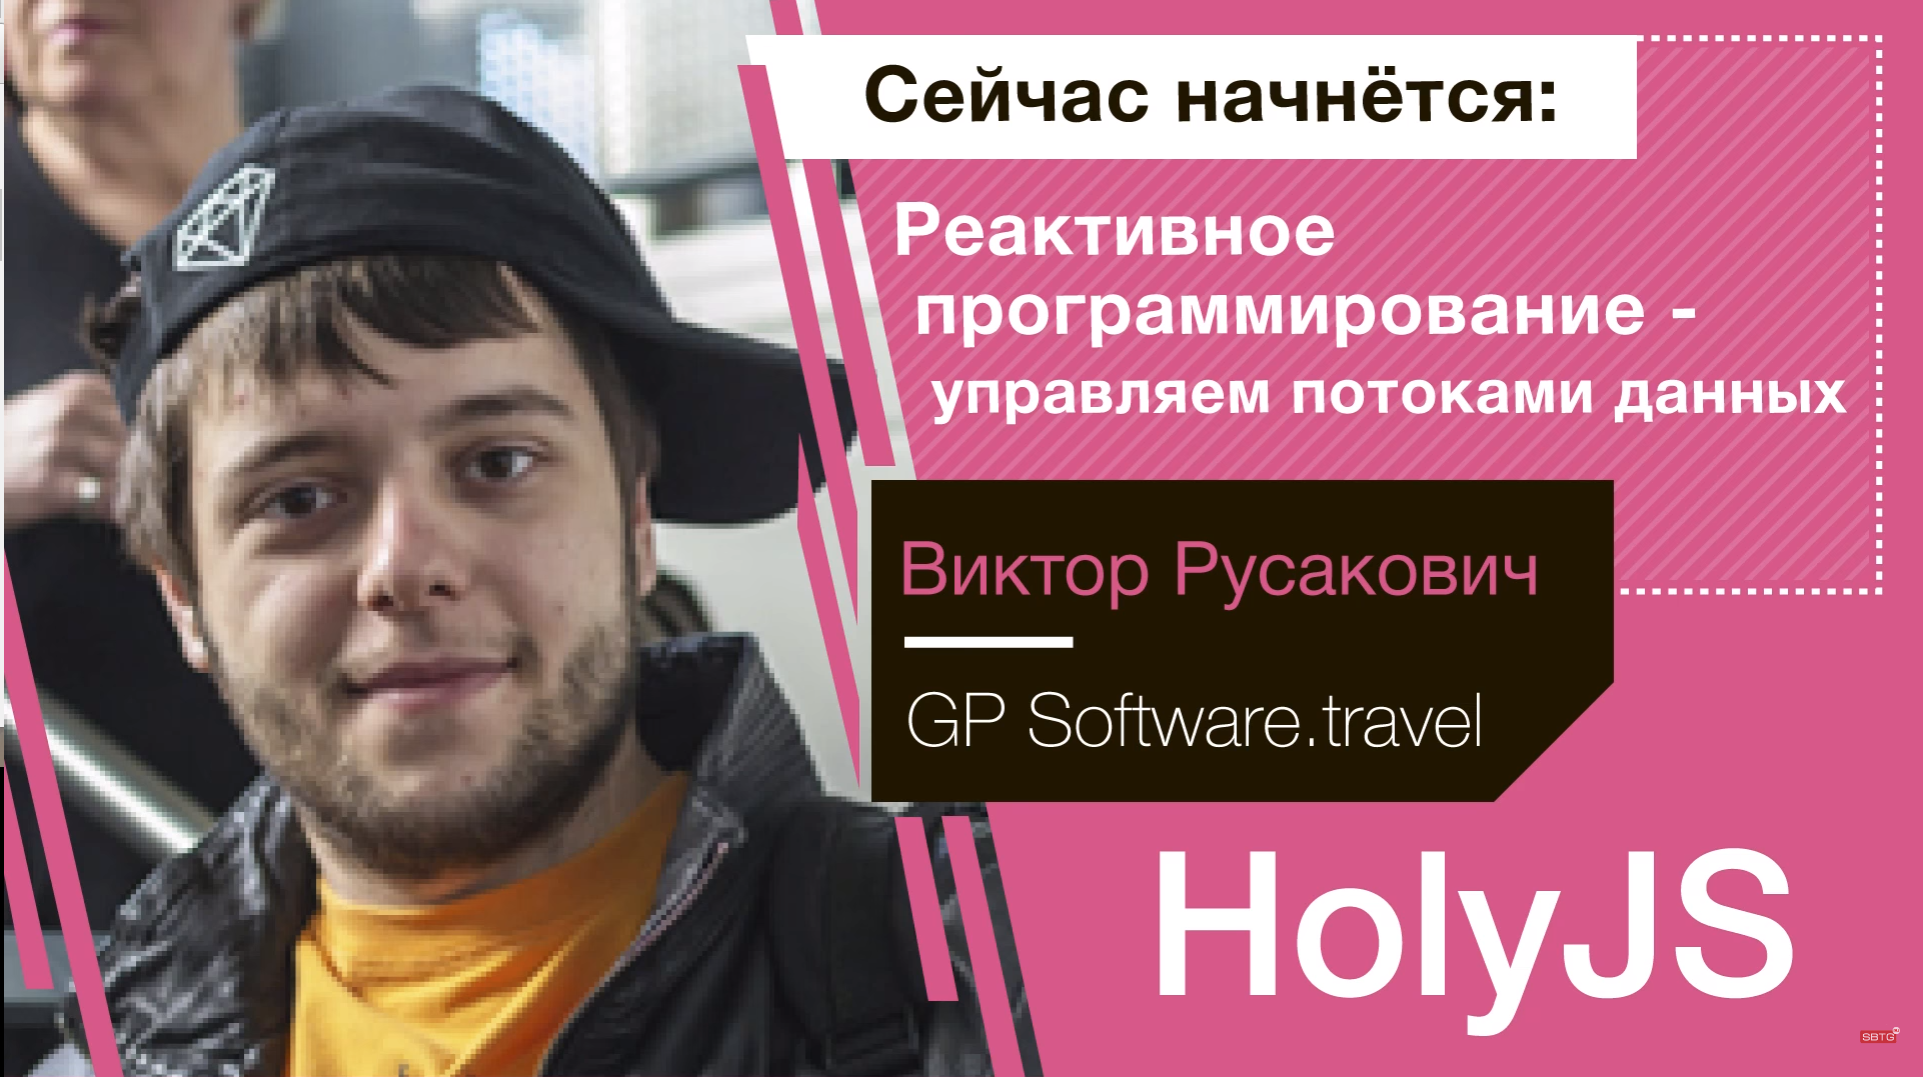 Сейчас начнётся:
Реактивное
программирование -
управляем потоками данных
Виктор Русакович
GP Software.travel
HolyJS
SBTG